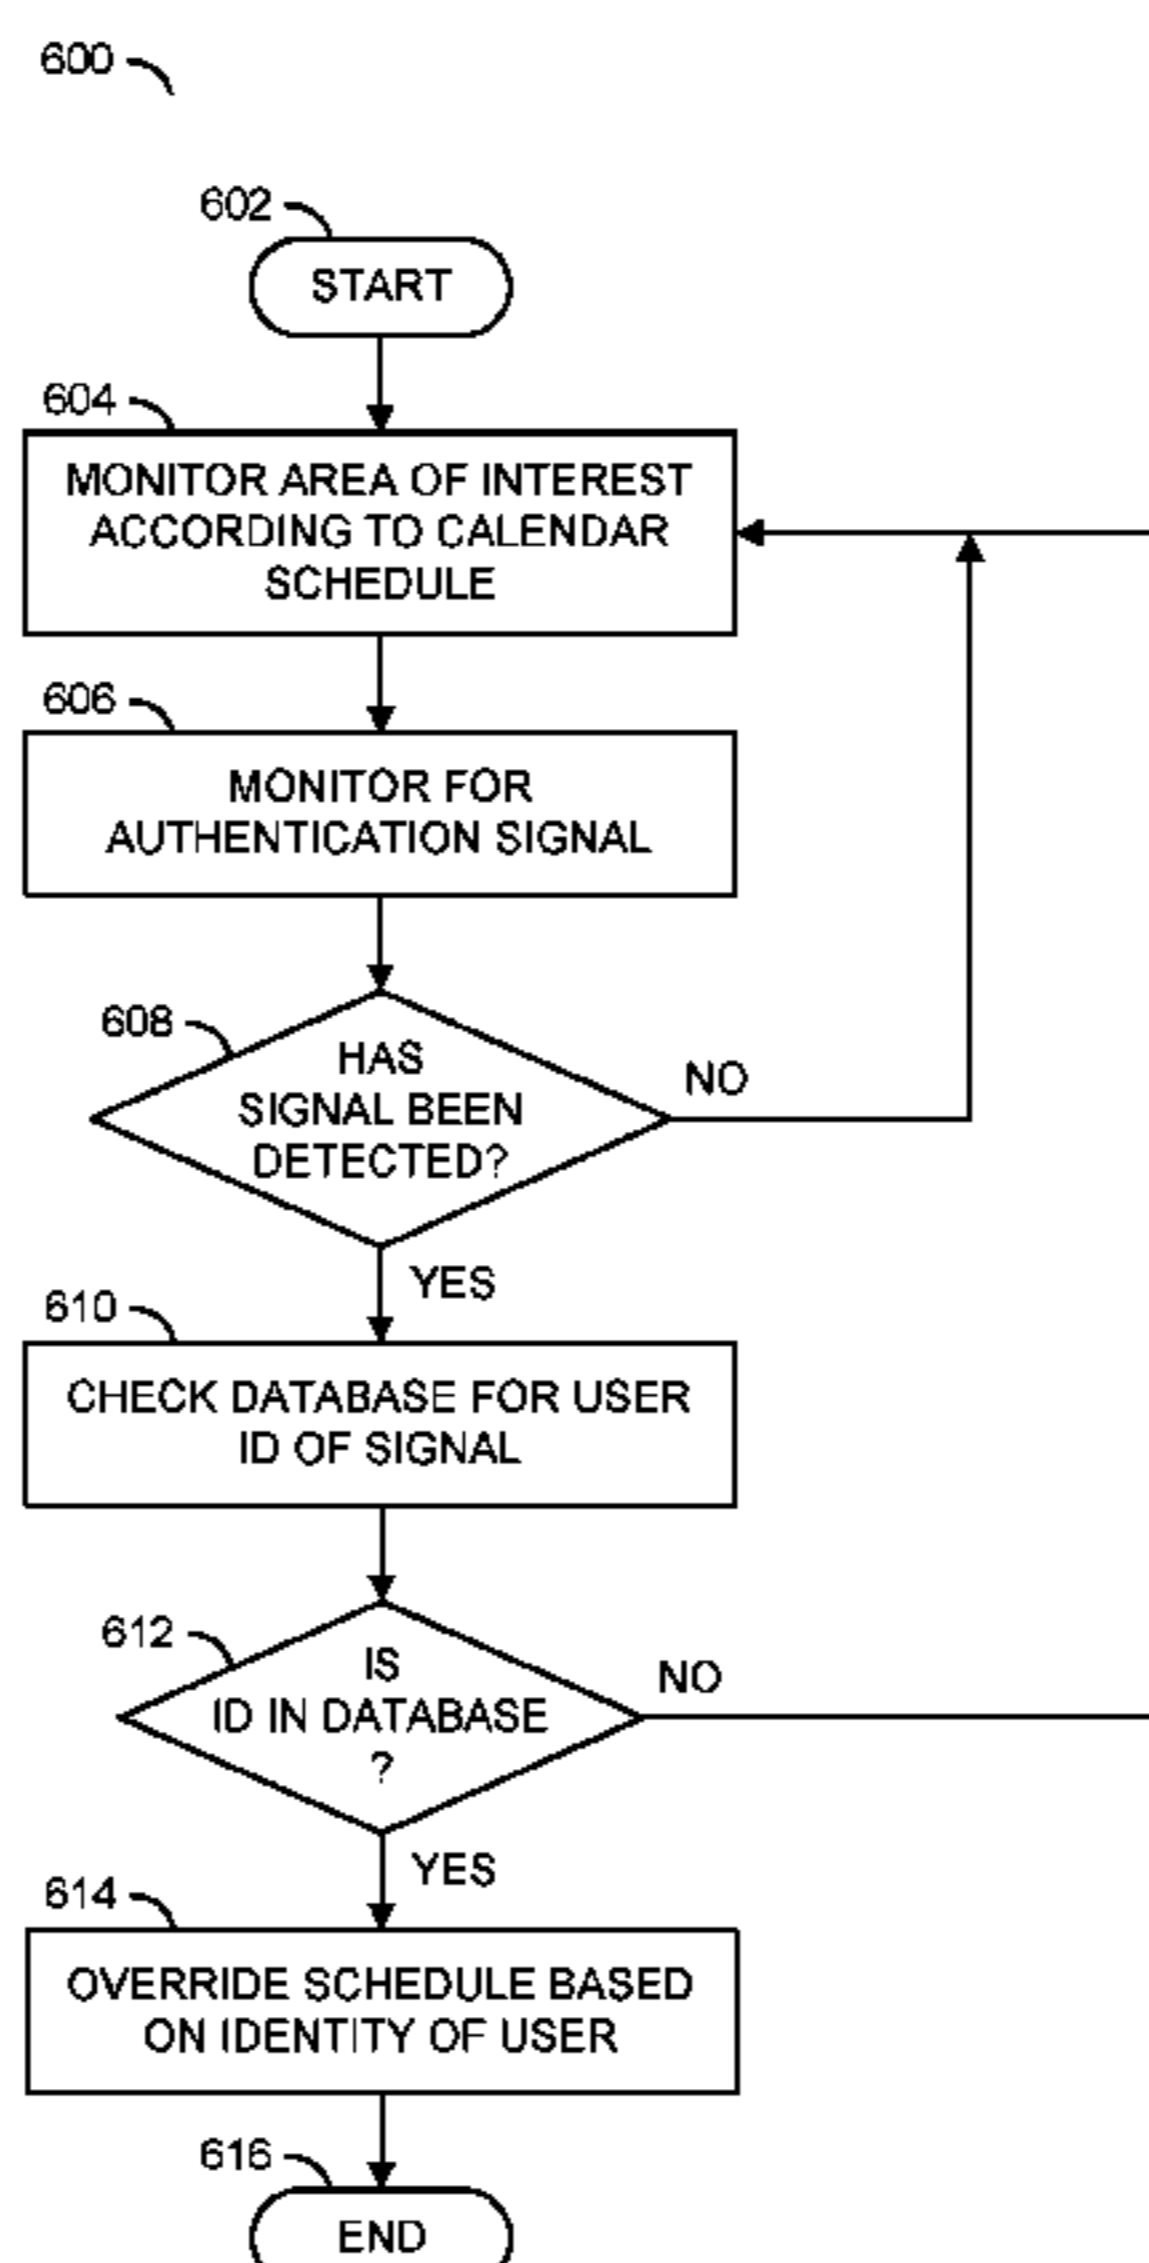 600
602
START
604
MONITOR AREA OF INTEREST
ACCORDING TO CALENDAR
SCHEDULE
606
MONITOR FOR
AUTHENTICATION SIGNAL
608
HAS
SIGNAL BEEN
DETECTED?
NO
YES
610
CHECK DATABASE FOR USER
ID OF SIGNAL
612
IS
ID IN DATABASE
?
NO
YES
614
OVERRIDE SCHEDULE BASED
ON IDENTITY OF USER
616
END